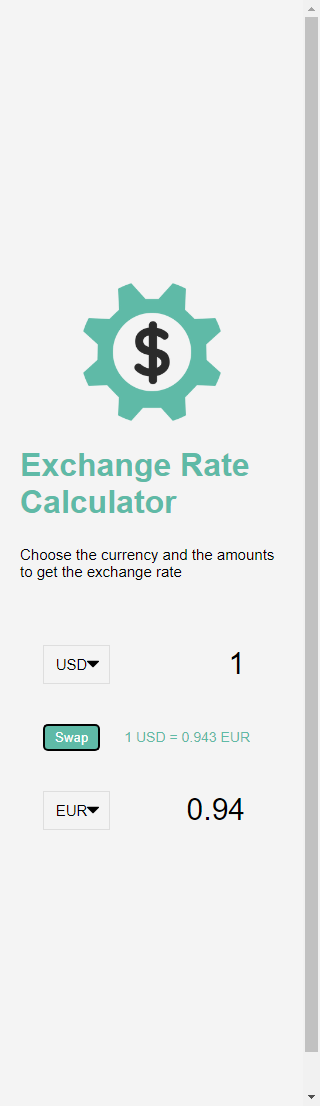 $
Exchange Rate
Calculator
Choose the currency and the amounts
to get the exchange rate
USD 1
Swap 1 USD = 0.943 EUR
EUR 0.94